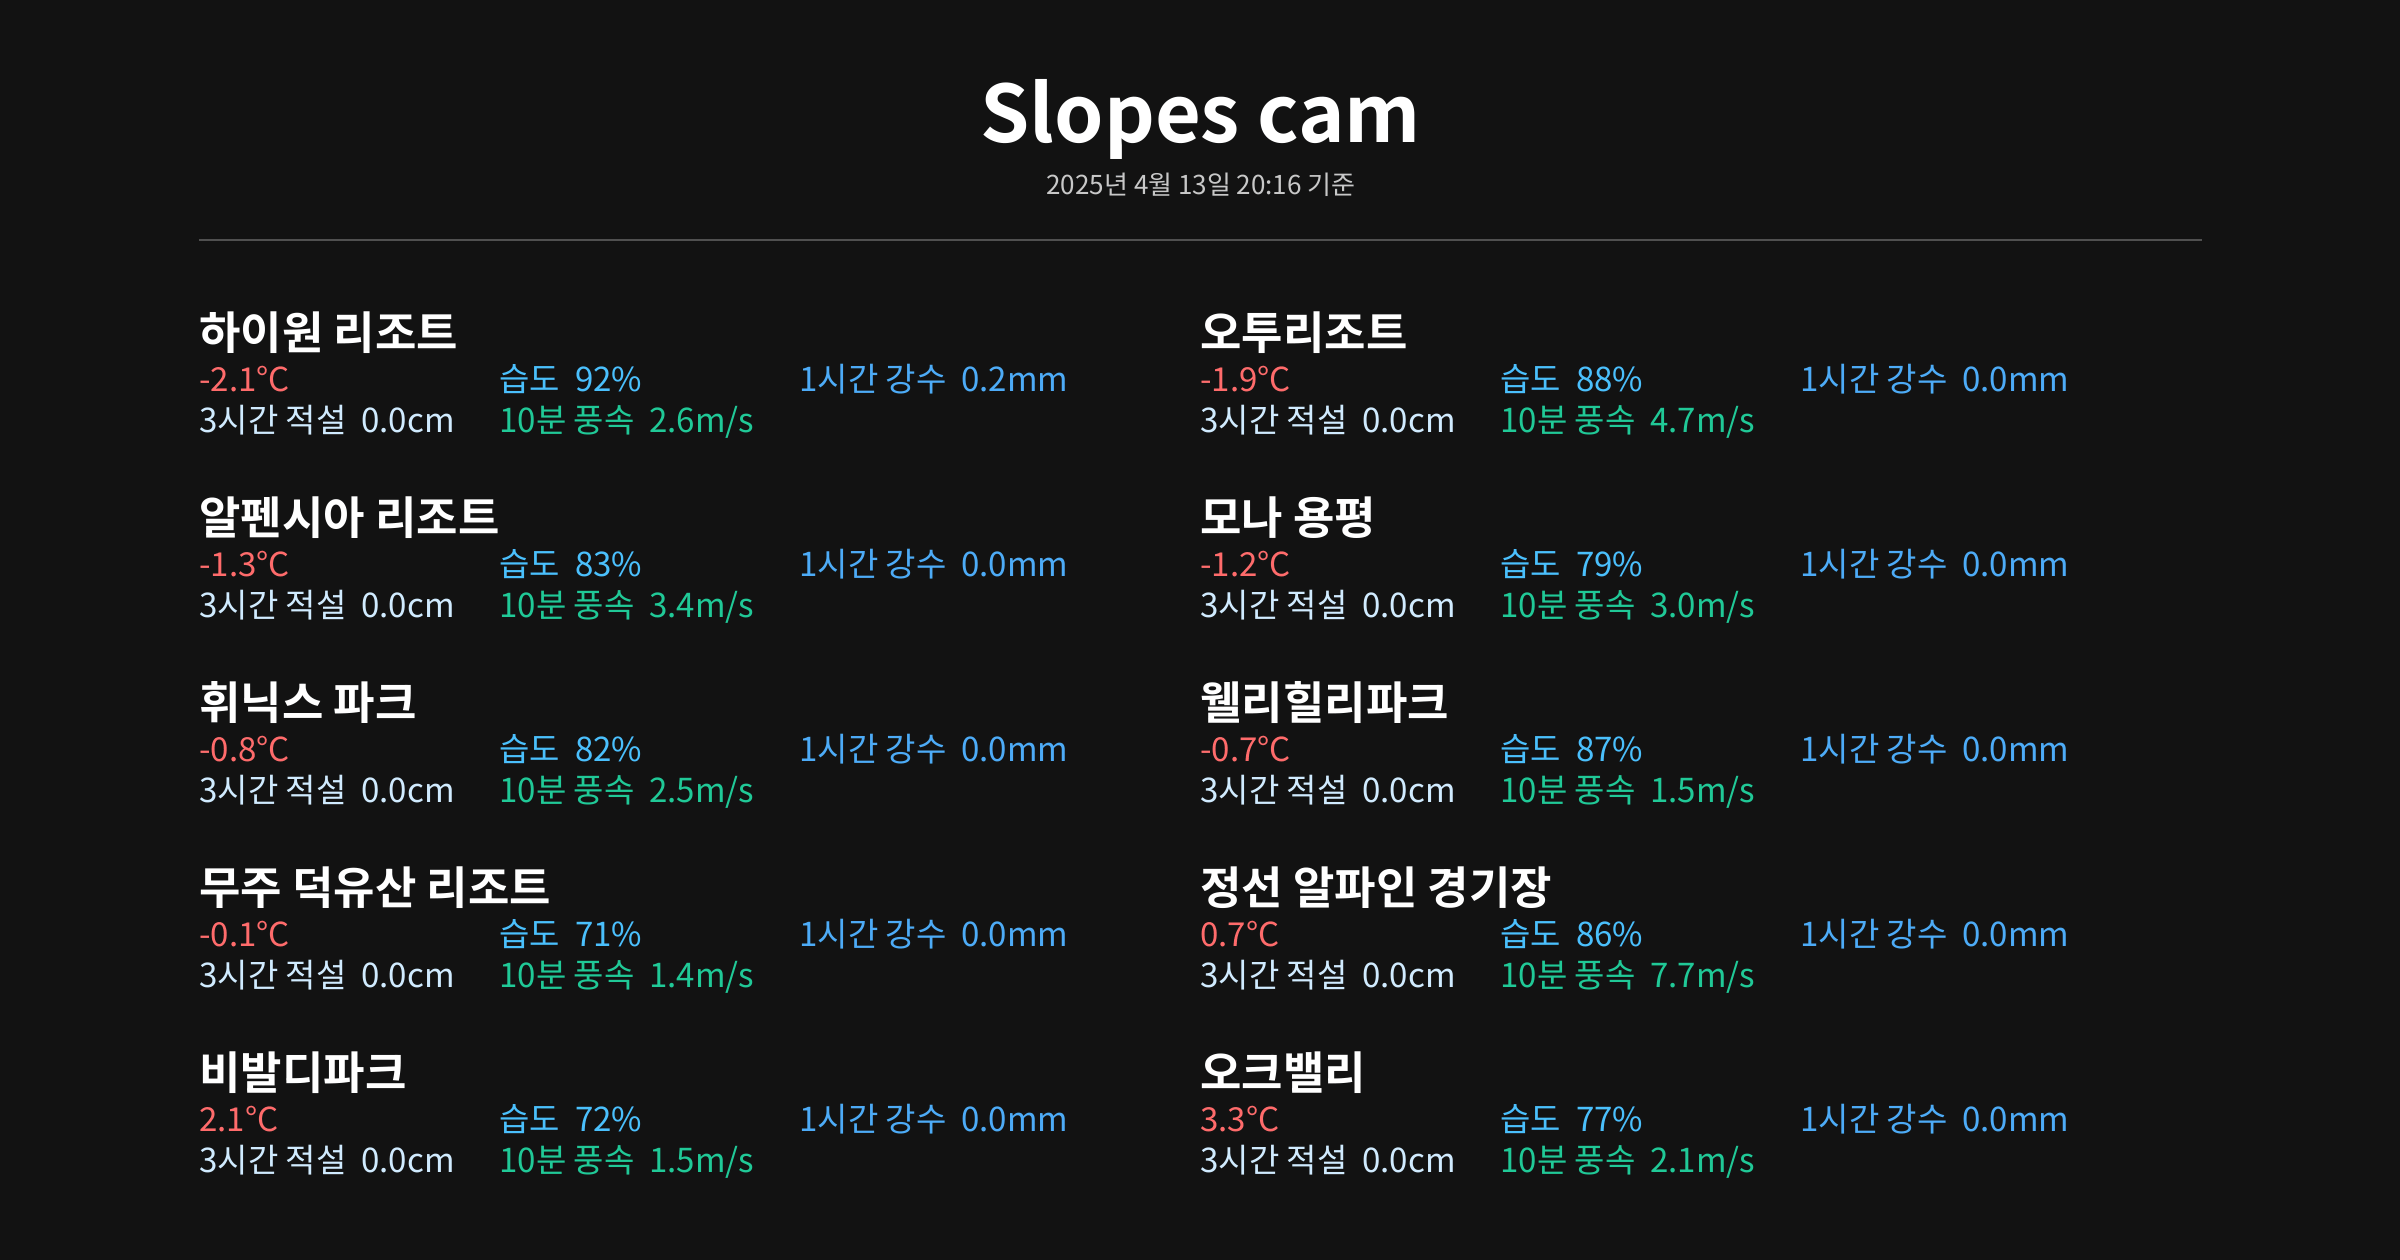 Slopes cam
2025년 4월 13일 20:16 기준
하이원 리조트
-2.1°C 습도 92% 1시간 강수 0.2mm
3시간 적설 0.0cm 10분 풍속 2.6m/s
오투리조트
-1.9°C 습도 88% 1시간 강수 0.0mm
3시간 적설 0.0cm 10분 풍속 4.7m/s
알펜시아 리조트
-1.3°C 습도 83% 1시간 강수 0.0mm
3시간 적설 0.0cm 10분 풍속 3.4m/s
모나 용평
-1.2°C 습도 79% 1시간 강수 0.0mm
3시간 적설 0.0cm 10분 풍속 3.0m/s
휘닉스 파크
-0.8°C 습도 82% 1시간 강수 0.0mm
3시간 적설 0.0cm 10분 풍속 2.5m/s
웰리힐리파크
-0.7°C 습도 87% 1시간 강수 0.0mm
3시간 적설 0.0cm 10분 풍속 1.5m/s
무주 덕유산 리조트
-0.1°C 습도 71% 1시간 강수 0.0mm
3시간 적설 0.0cm 10분 풍속 1.4m/s
정선 알파인 경기장
0.7°C 습도 86% 1시간 강수 0.0mm
3시간 적설 0.0cm 10분 풍속 7.7m/s
비발디파크
2.1°C 습도 72% 1시간 강수 0.0mm
3시간 적설 0.0cm 10분 풍속 1.5m/s
오크밸리
3.3°C 습도 77% 1시간 강수 0.0mm
3시간 적설 0.0cm 10분 풍속 2.1m/s